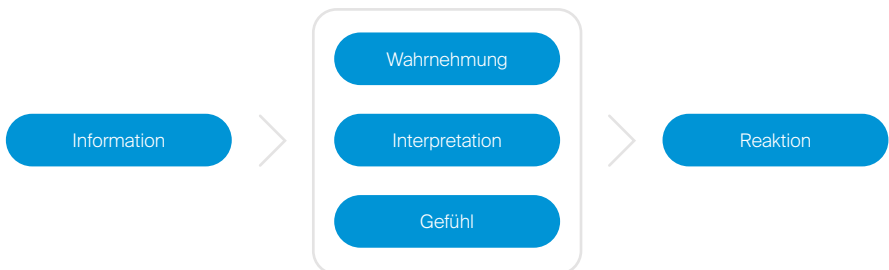 Information
Wahrnehmung
Interpretation
Gefühl
Reaktion